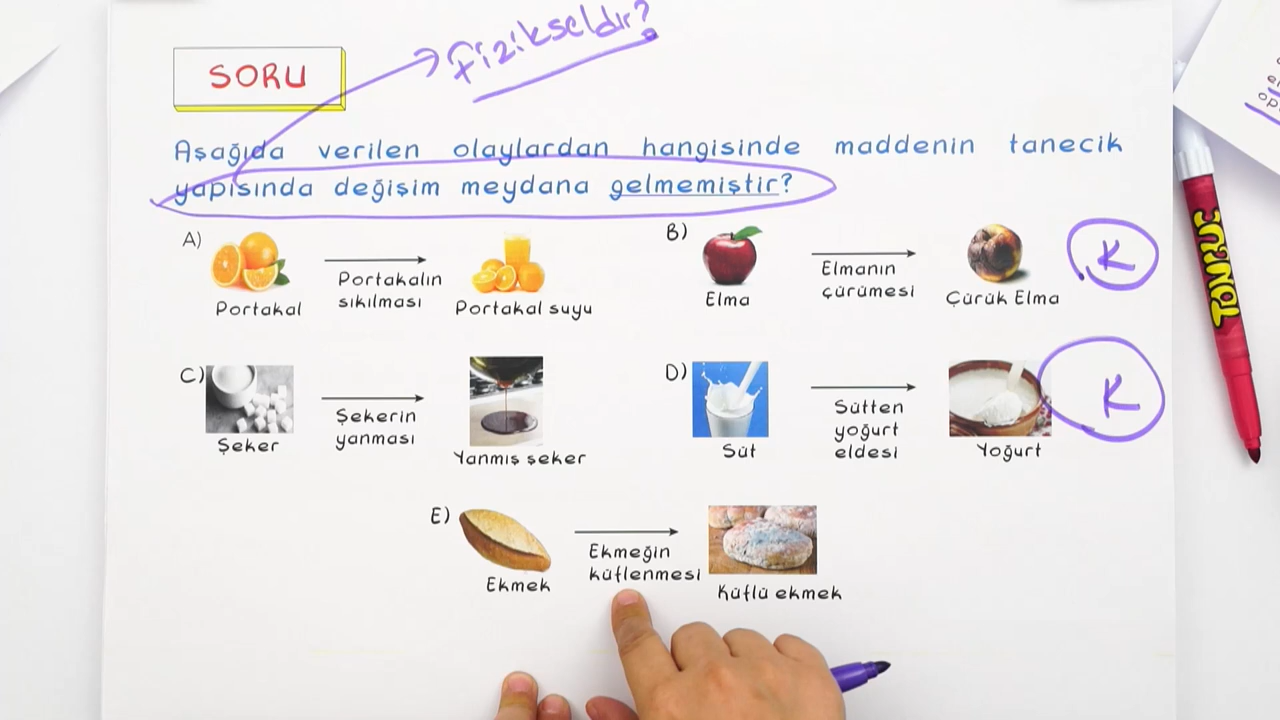 Fizikseldir?
SORU
Aşağıda verilen olaylardan hangisinde maddenin tanecik
yapısında değişim meydana gelmemiştir?
A)
Portakal
Portakalın
sıkılması
Portakal suyu
B)
Elma
Elmanın
çürümesi
Çürük Elma
K
C)
Şeker
Şekerin
yanması
Yanmış şeker
D)
Süt
Sütten
yoğurt
eldesi
Yoğurt
K
E)
Ekmek
Ekmeğin
küflenmesi
Küflü ekmek
TONGUÇ